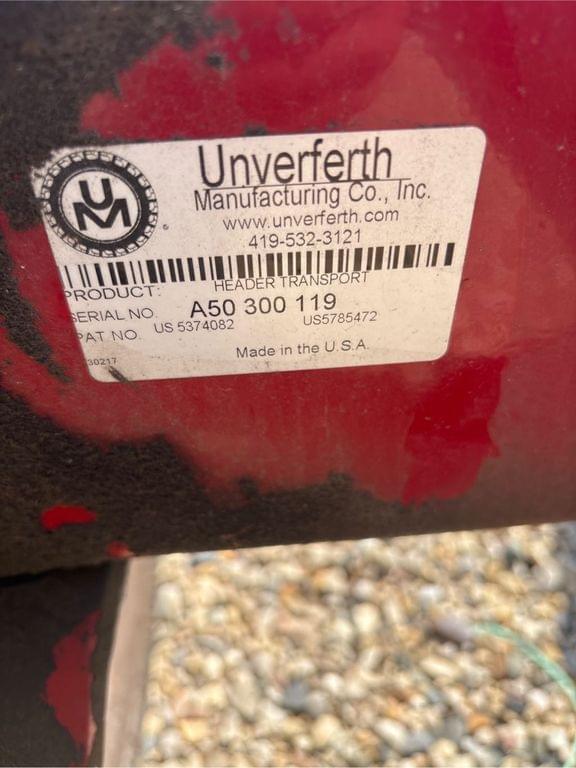 UM
Unverferth
Manufacturing Co., Inc.
www.unverferth.com
419-532-3121
PRODUCT: HEADER TRANSPORT
SERIAL NO. A50 300 119
PAT NO. US 5374082 US5785472
30217 Made in the U.S.A.